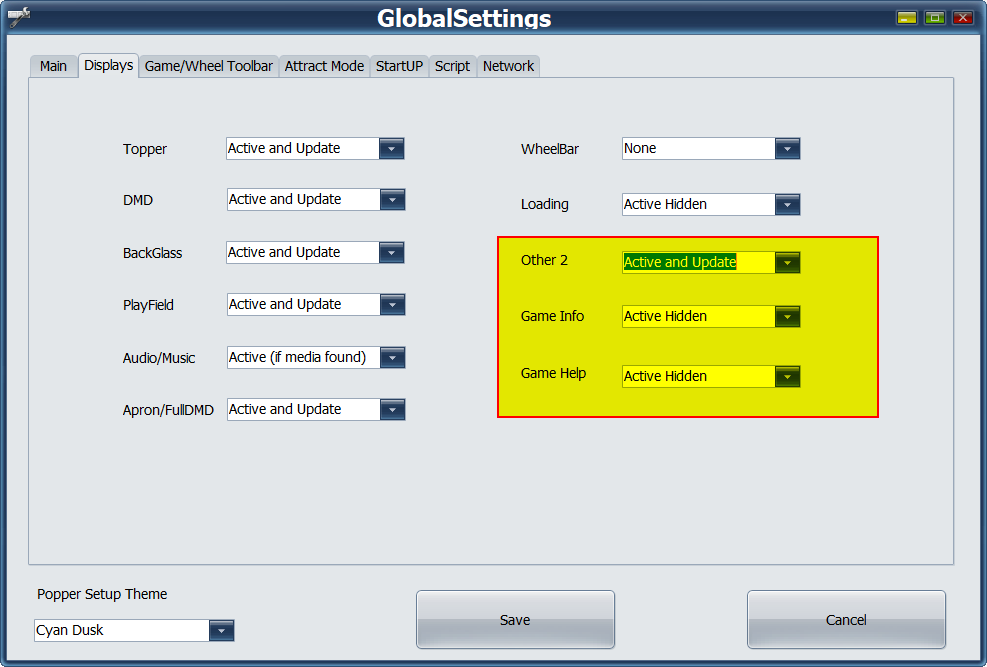 GlobalSettings
Main Displays Game/Wheel Toolbar Attract Mode StartUP Script Network
Topper Active and Update
DMD Active and Update
BackGlass Active and Update
PlayField Active and Update
Audio/Music Active (if media found)
Apron/FullDMD Active and Update
WheelBar None
Loading Active Hidden
Other 2 Active and Update
Game Info Active Hidden
Game Help Active Hidden
Popper Setup Theme
Cyan Dusk
Save
Cancel